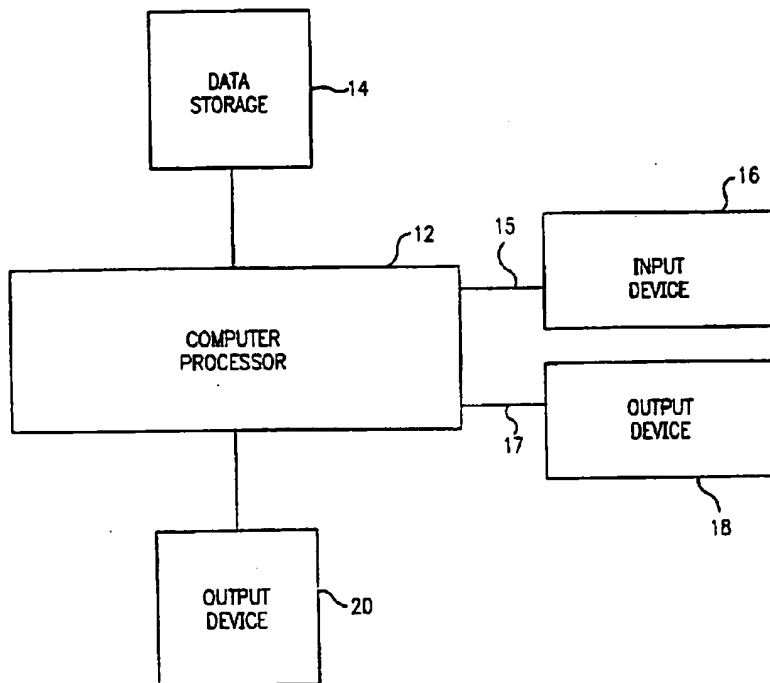 DATA
STORAGE
14
12
16
15
INPUT
DEVICE
COMPUTER
PROCESSOR
OUTPUT
DEVICE
17
18
OUTPUT
DEVICE
20